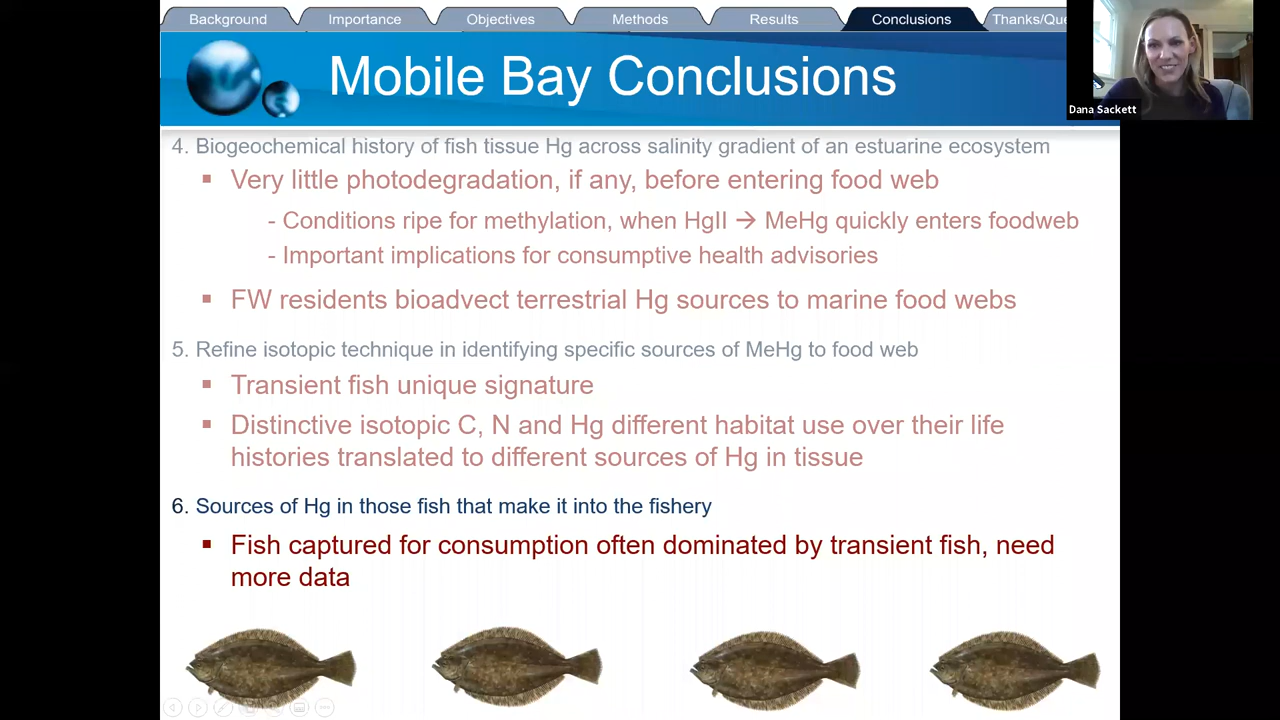 Background
Importance
Objectives
Methods
Results
Conclusions
Thanks/Que
Mobile Bay Conclusions
Dana Sackett
4. Biogeochemical history of fish tissue Hg across salinity gradient of an estuarine ecosystem
▪ Very little photodegradation, if any, before entering food web
- Conditions ripe for methylation, when HgII → MeHg quickly enters foodweb
- Important implications for consumptive health advisories
▪ FW residents bioadvect terrestrial Hg sources to marine food webs
5. Refine isotopic technique in identifying specific sources of MeHg to food web
▪ Transient fish unique signature
▪ Distinctive isotopic C, N and Hg different habitat use over their life
histories translated to different sources of Hg in tissue
6. Sources of Hg in those fish that make it into the fishery
▪ Fish captured for consumption often dominated by transient fish, need
more data